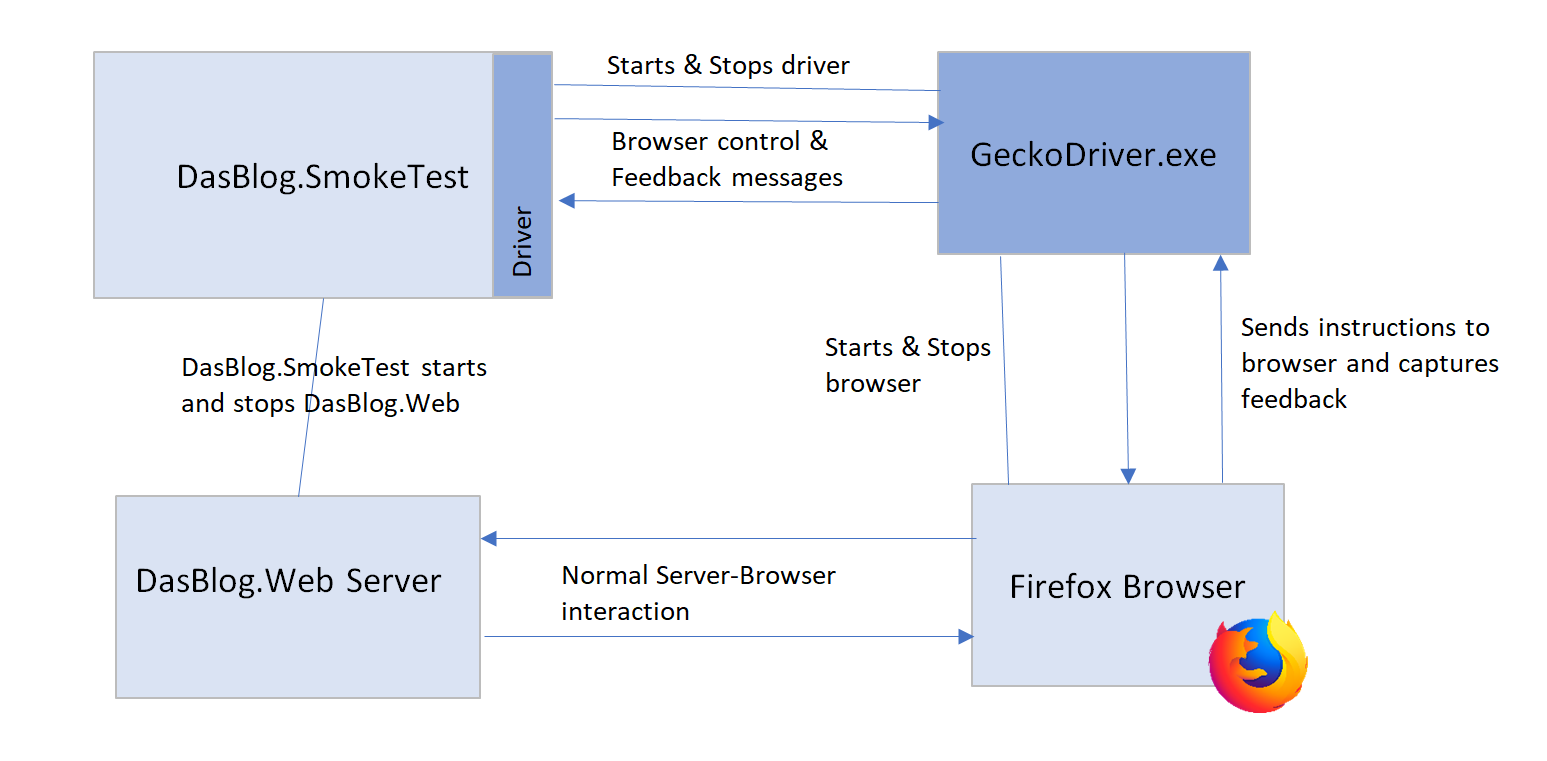 Starts & Stops driver
DasBlog.SmokeTest
Driver
Browser control &
Feedback messages
GeckoDriver.exe
DasBlog.SmokeTest starts
and stops DasBlog.Web
Starts & Stops
browser
Sends instructions to
browser and captures
feedback
DasBlog.Web Server
Normal Server-Browser
interaction
Firefox Browser